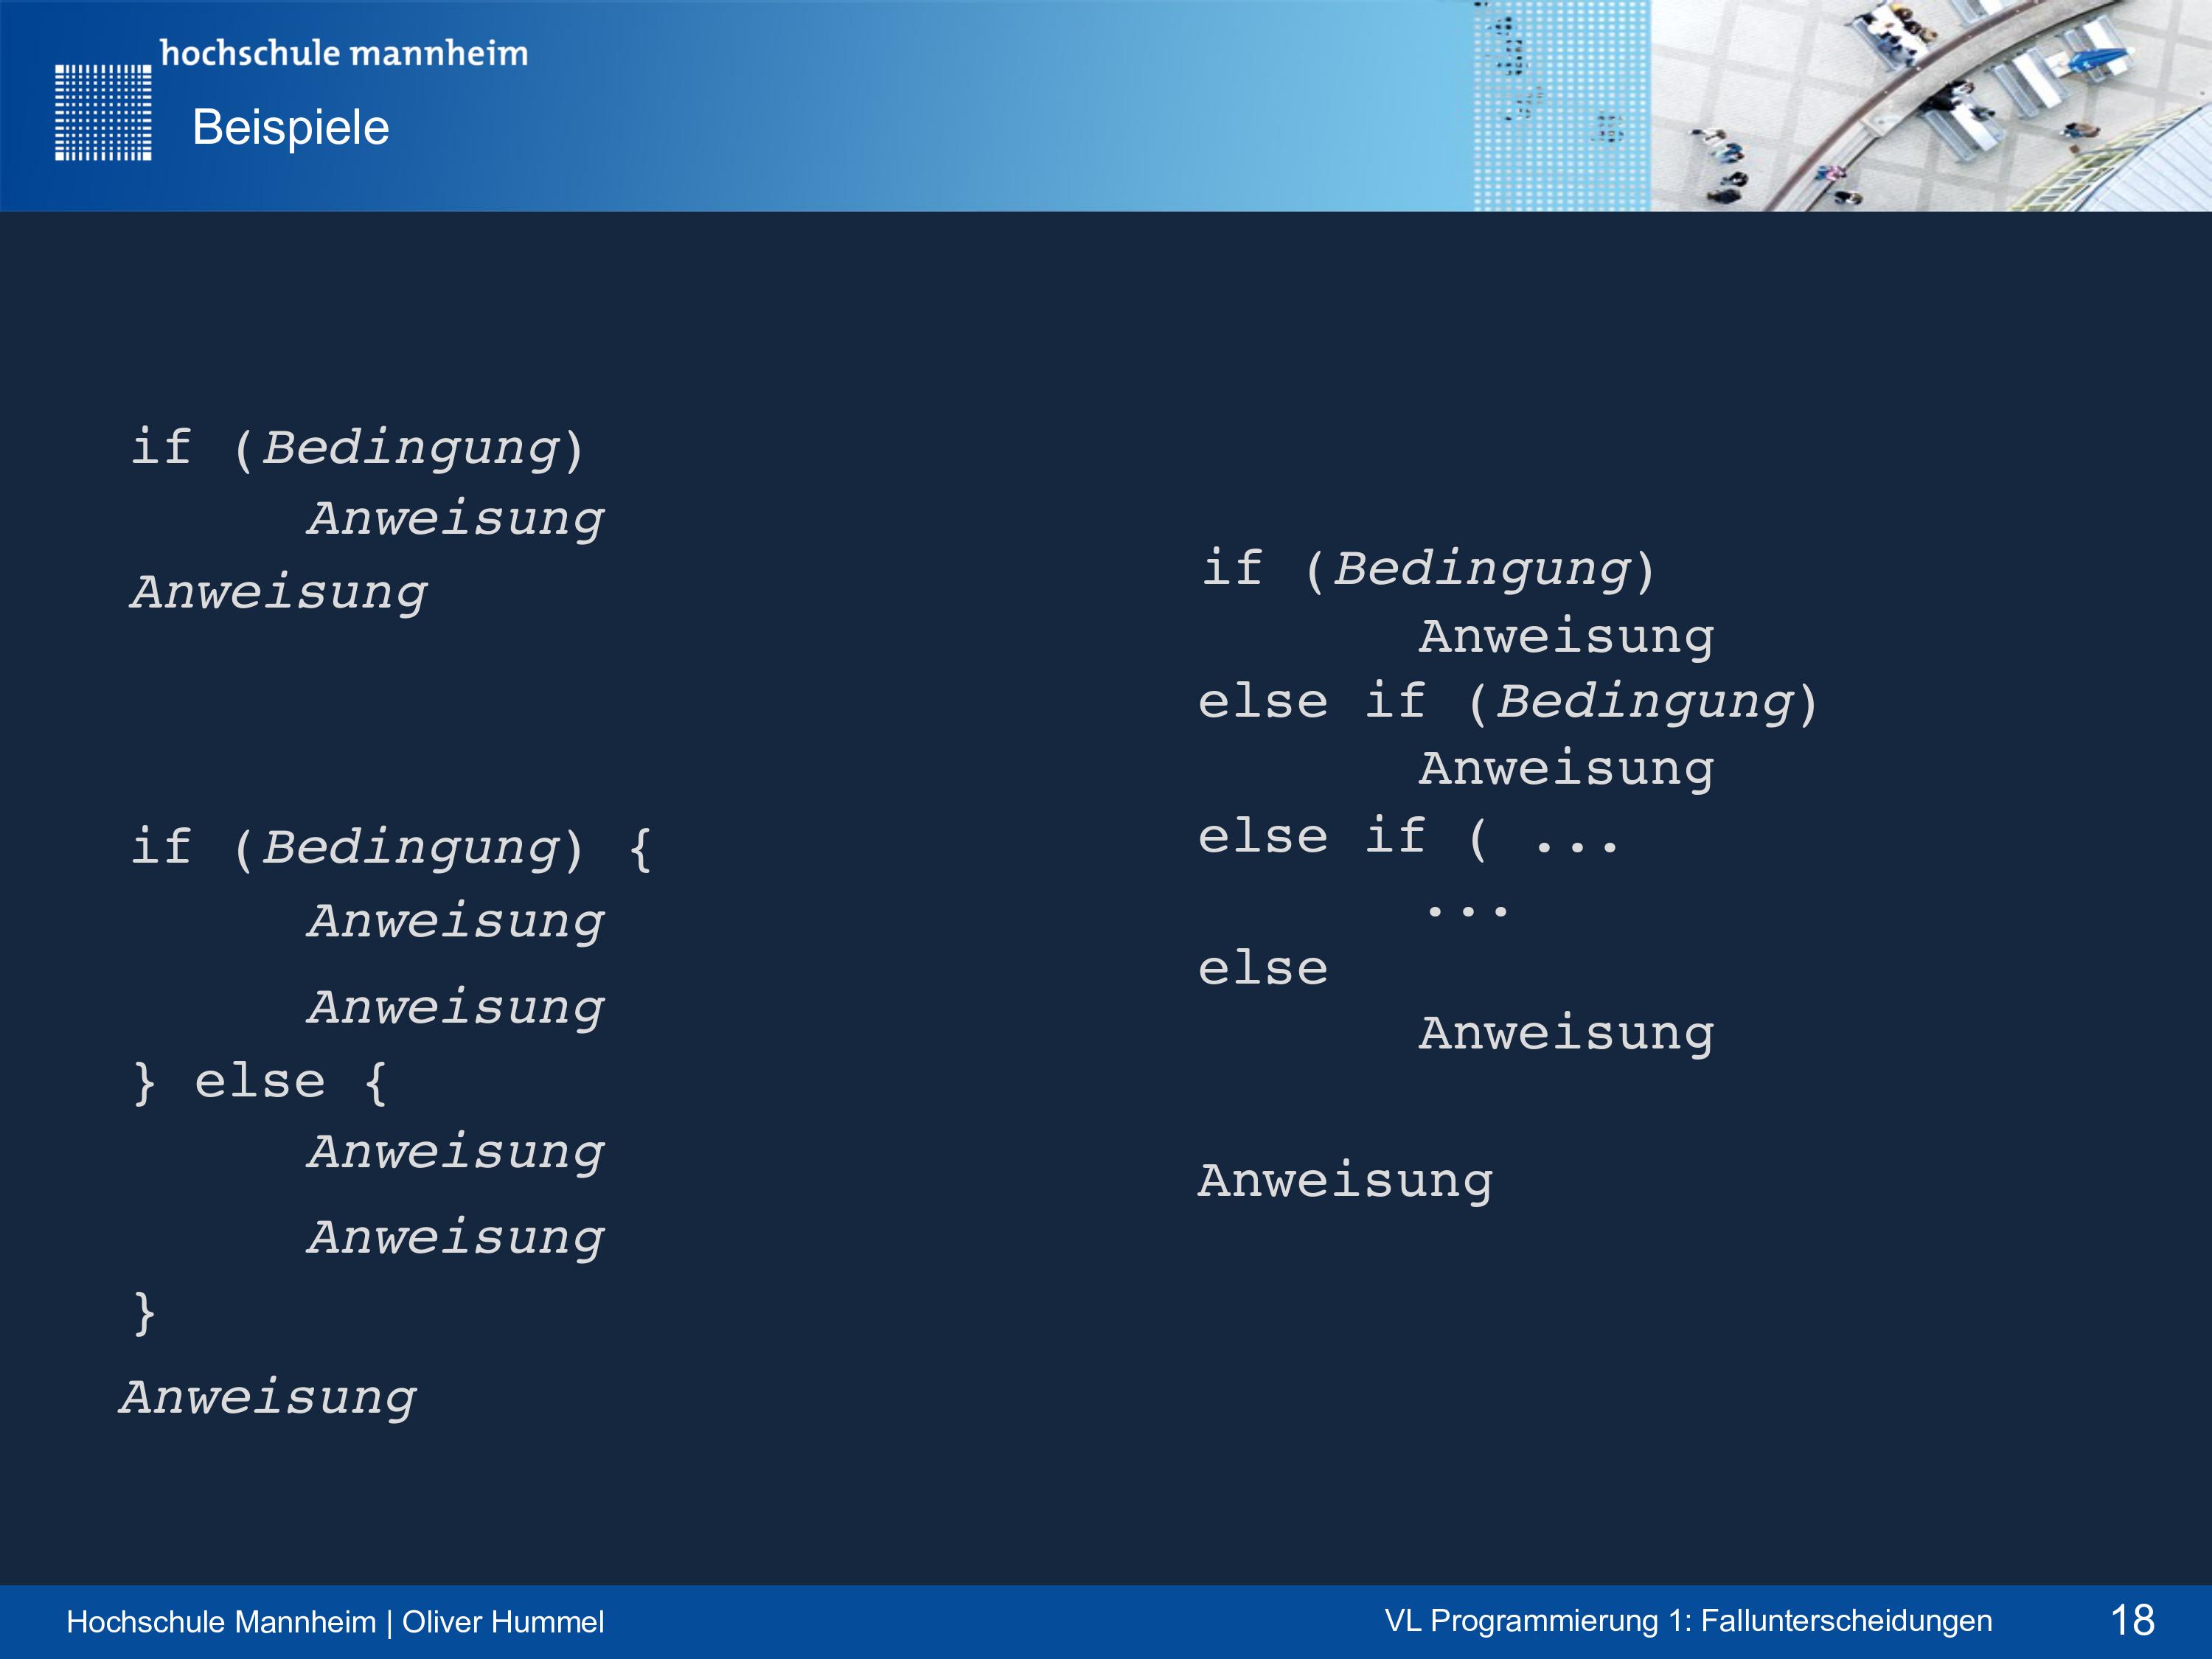 hochschule mannheim
Beispiele
if (Bedingung)
Anweisung
Anweisung
if (Bedingung) {
Anweisung
Anweisung
} else {
Anweisung
Anweisung
}
Anweisung
if (Bedingung)
Anweisung
else if (Bedingung)
Anweisung
else if ( ...
...
else
Anweisung
Anweisung
Hochschule Mannheim | Oliver Hummel
VL Programmierung 1: Fallunterscheidungen
18